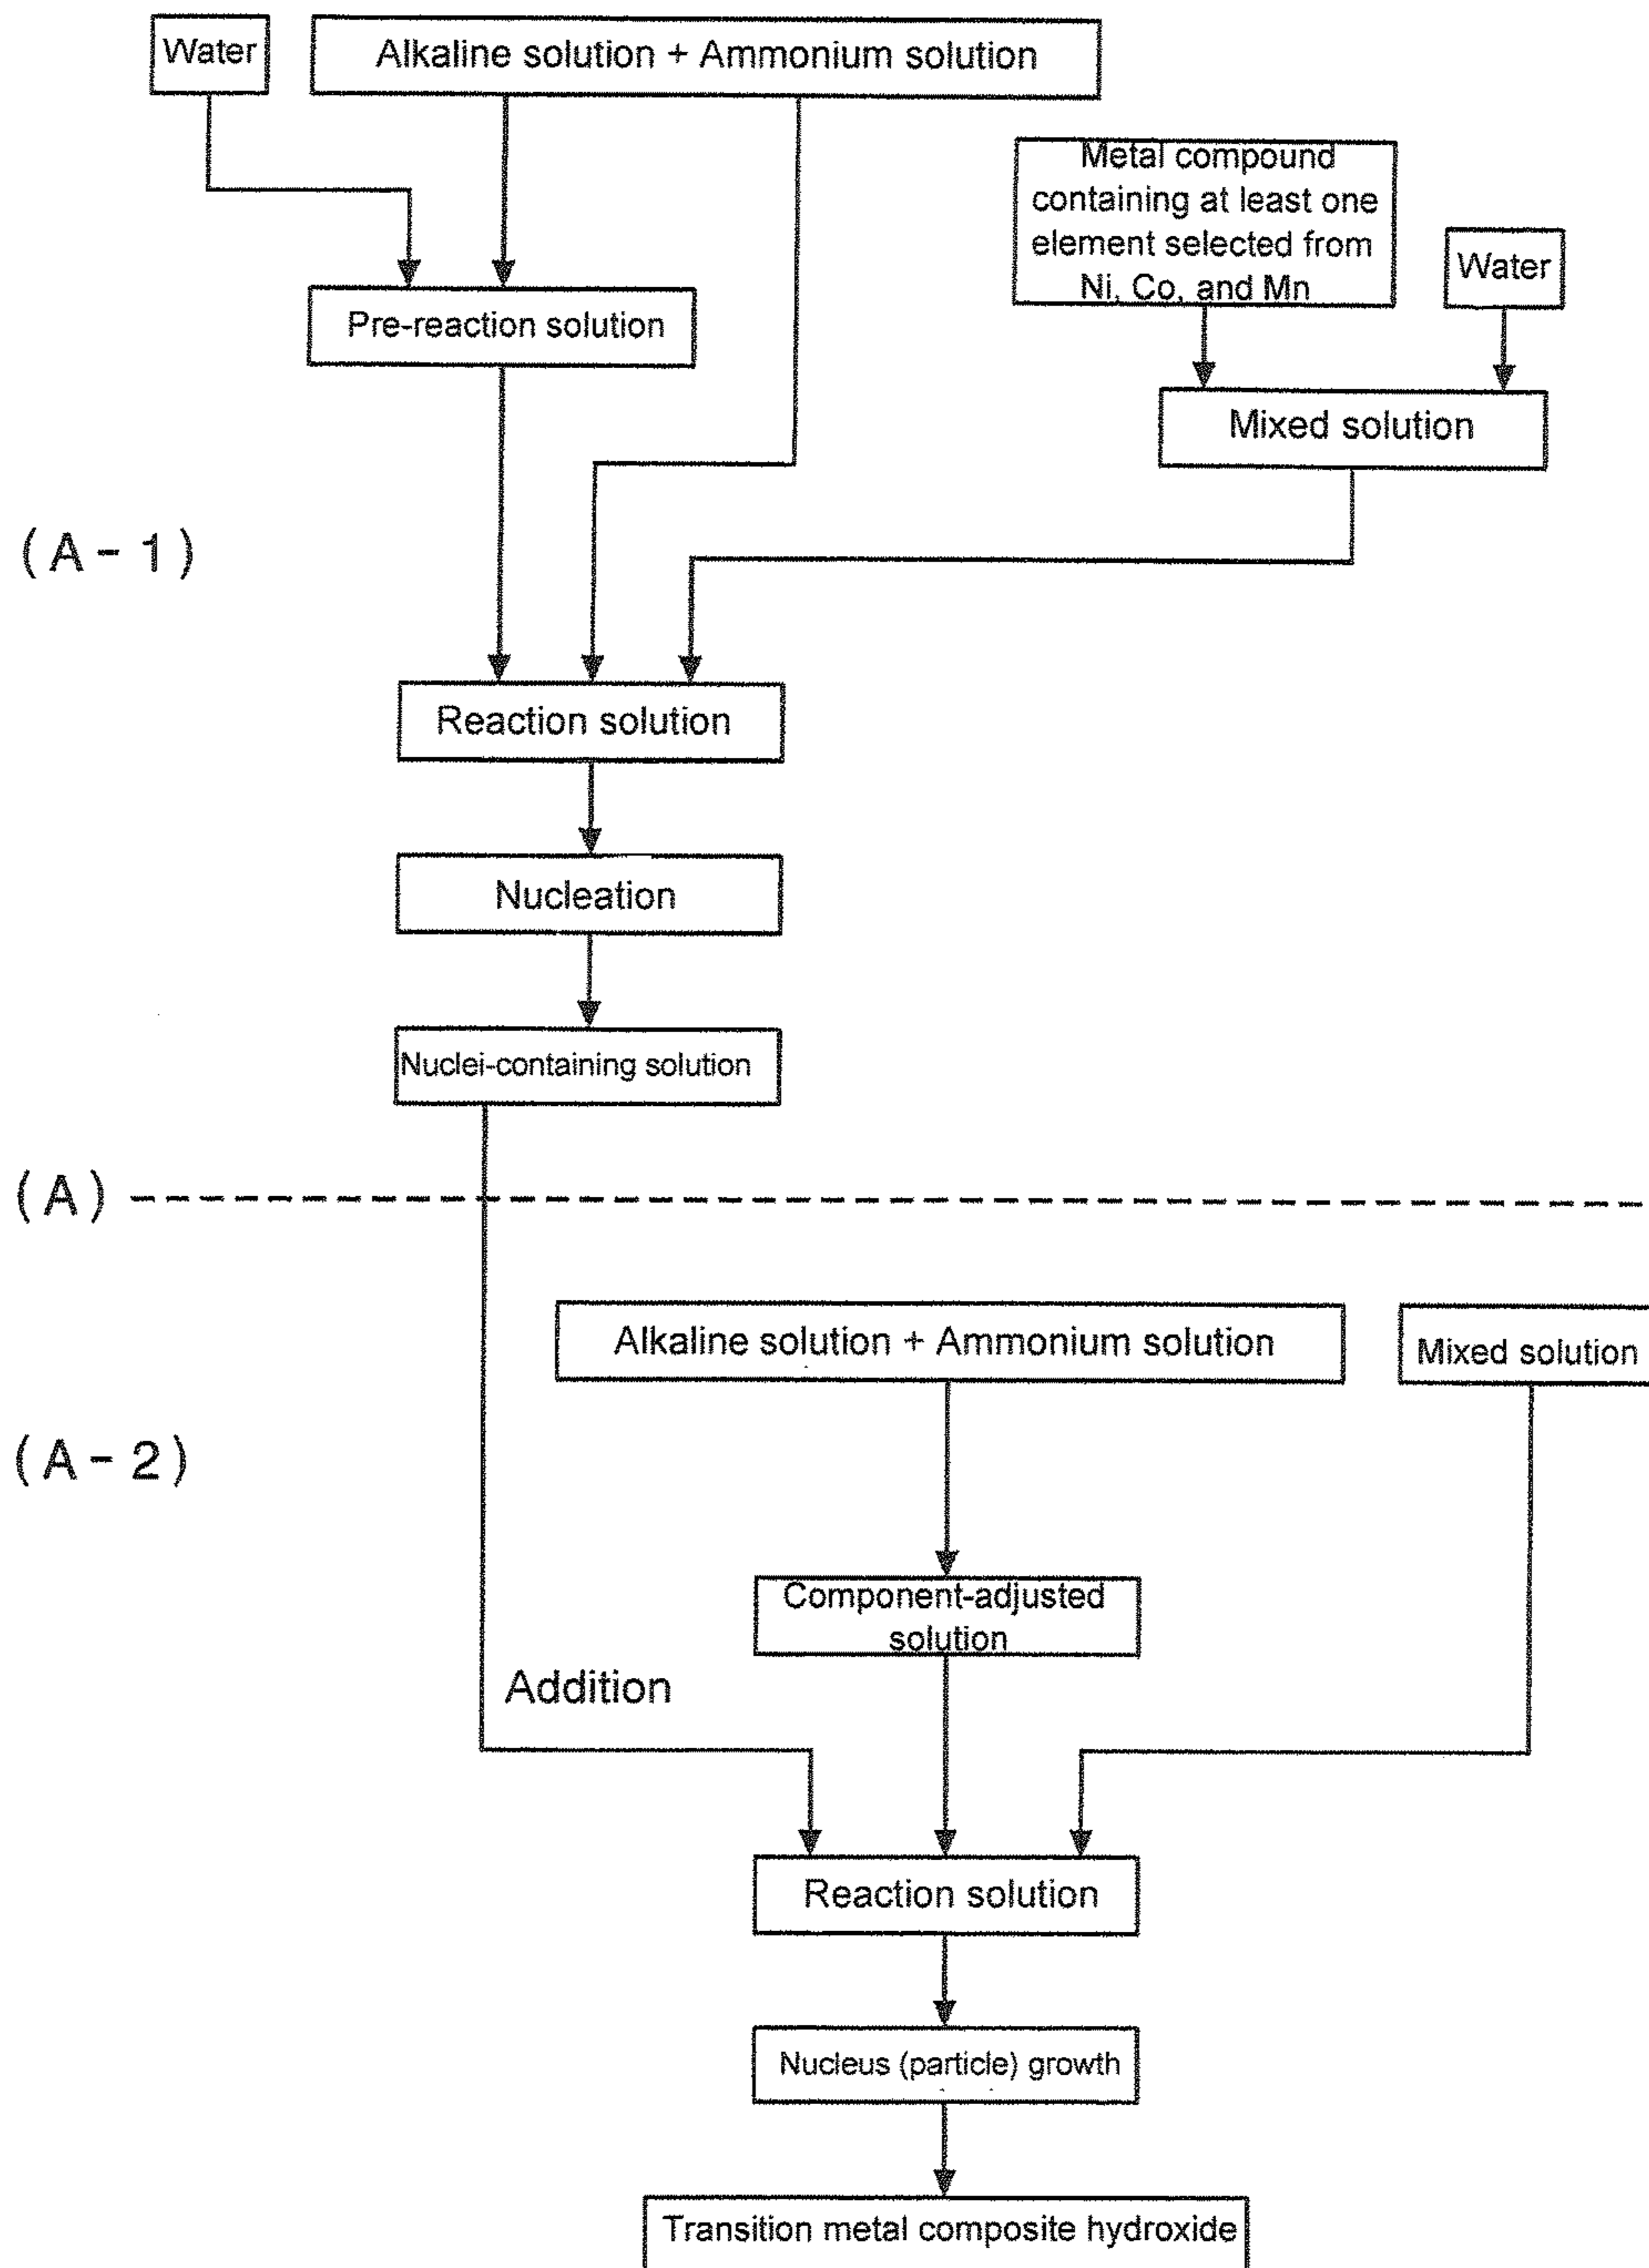 Water
Alkaline solution + Ammonium solution
Metal compound
containing at least one
element selected from
Ni, Co, and Mn
Water
Pre-reaction solution
Mixed solution
(A-1)
Reaction solution
Nucleation
Nuclei-containing solution
(A)
Alkaline solution + Ammonium solution
Mixed solution
(A-2)
Component-adjusted
solution
Addition
Reaction solution
Nucleus (particle) growth
Transition metal composite hydroxide